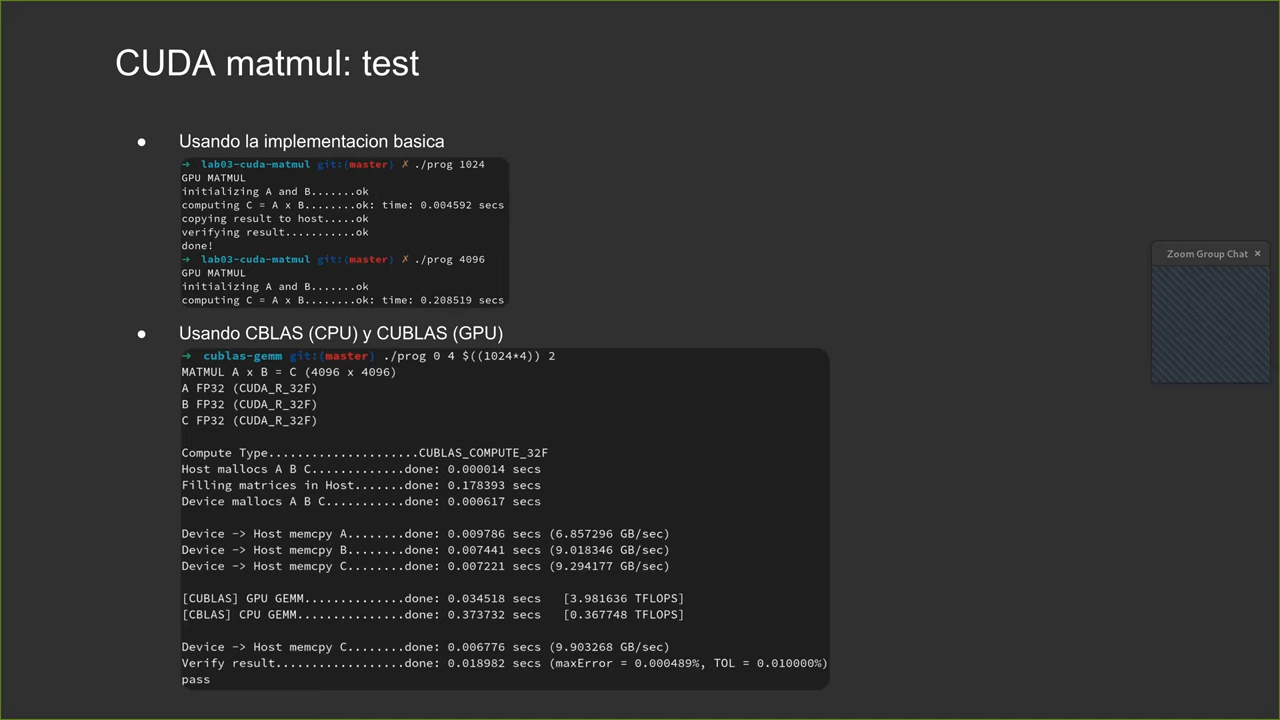 CUDA matmul: test
● Usando la implementacion basica
→ lab03-cuda-matmul git:(master) ✗ ./prog 1024
GPU MATMUL
initializing A and B.......ok
computing C = A x B........ok: time: 0.004592 secs
copying result to host.....ok
verifying result...........ok
done!
→ lab03-cuda-matmul git:(master) ✗ ./prog 4096
GPU MATMUL
initializing A and B.......ok
computing C = A x B........ok: time: 0.208519 secs
● Usando CBLAS (CPU) y CUBLAS (GPU)
→ cublas-gemm git:(master) ./prog 0 4 $((1024*4)) 2
MATMUL A x B = C (4096 x 4096)
A FP32 (CUDA_R_32F)
B FP32 (CUDA_R_32F)
C FP32 (CUDA_R_32F)
Compute Type.....................CUBLAS_COMPUTE_32F
Host mallocs A B C.............done: 0.000014 secs
Filling matrices in Host.......done: 0.178393 secs
Device mallocs A B C...........done: 0.000617 secs
Device -> Host memcpy A........done: 0.009786 secs (6.857296 GB/sec)
Device -> Host memcpy B........done: 0.007441 secs (9.018346 GB/sec)
Device -> Host memcpy C........done: 0.007221 secs (9.294177 GB/sec)
[CUBLAS] GPU GEMM..............done: 0.034518 secs [3.981636 TFLOPS]
[CBLAS] CPU GEMM...............done: 0.373732 secs [0.367748 TFLOPS]
Device -> Host memcpy C........done: 0.006776 secs (9.903268 GB/sec)
Verify result..................done: 0.018982 secs (maxError = 0.000489%, TOL = 0.010000%)
pass
Zoom Group Chat ×